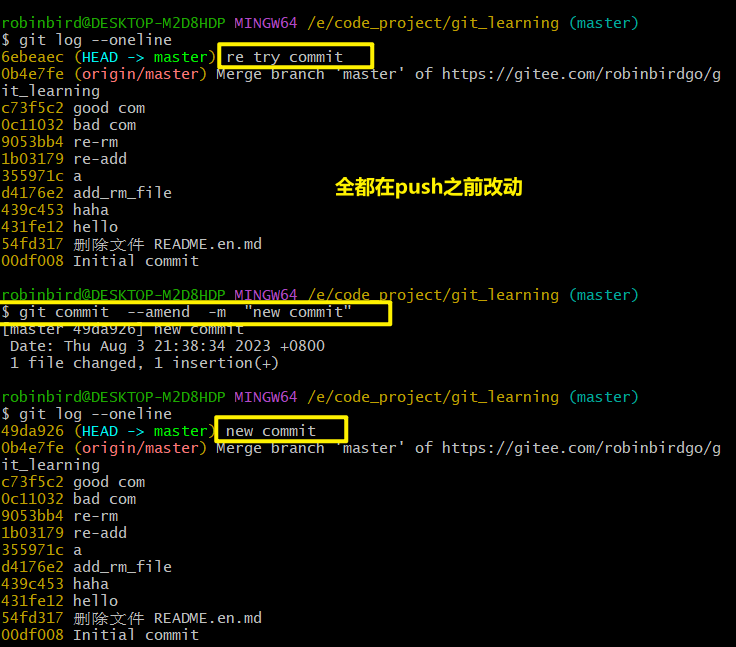 robinbird@DESKTOP-M2D8HDP MINGW64 /e/code_project/git_learning (master)
$ git log --oneline
6ebeaec (HEAD -> master) re try commit
0b4e7fe (origin/master) Merge branch 'master' of https://gitee.com/robinbirdgo/g
it_learning
c73f5c2 good com
0c11032 bad com
9053bb4 re-rm
1b03179 re-add
355971c a
全都在push之前改动
d4176e2 add_rm_file
439c453 haha
431fe12 hello
54fd317 删除文件 README.en.md
00df008 Initial commit
robinbird@DESKTOP-M2D8HDP MINGW64 /e/code_project/git_learning (master)
$ git commit  --amend  -m  "new commit"
[master 49da926] new commit
 Date: Thu Aug 3 21:38:34 2023 +0800
 1 file changed, 1 insertion(+)
robinbird@DESKTOP-M2D8HDP MINGW64 /e/code_project/git_learning (master)
$ git log --oneline
49da926 (HEAD -> master) new commit
0b4e7fe (origin/master) Merge branch 'master' of https://gitee.com/robinbirdgo/g
it_learning
c73f5c2 good com
0c11032 bad com
9053bb4 re-rm
1b03179 re-add
355971c a
d4176e2 add_rm_file
439c453 haha
431fe12 hello
54fd317 删除文件 README.en.md
00df008 Initial commit